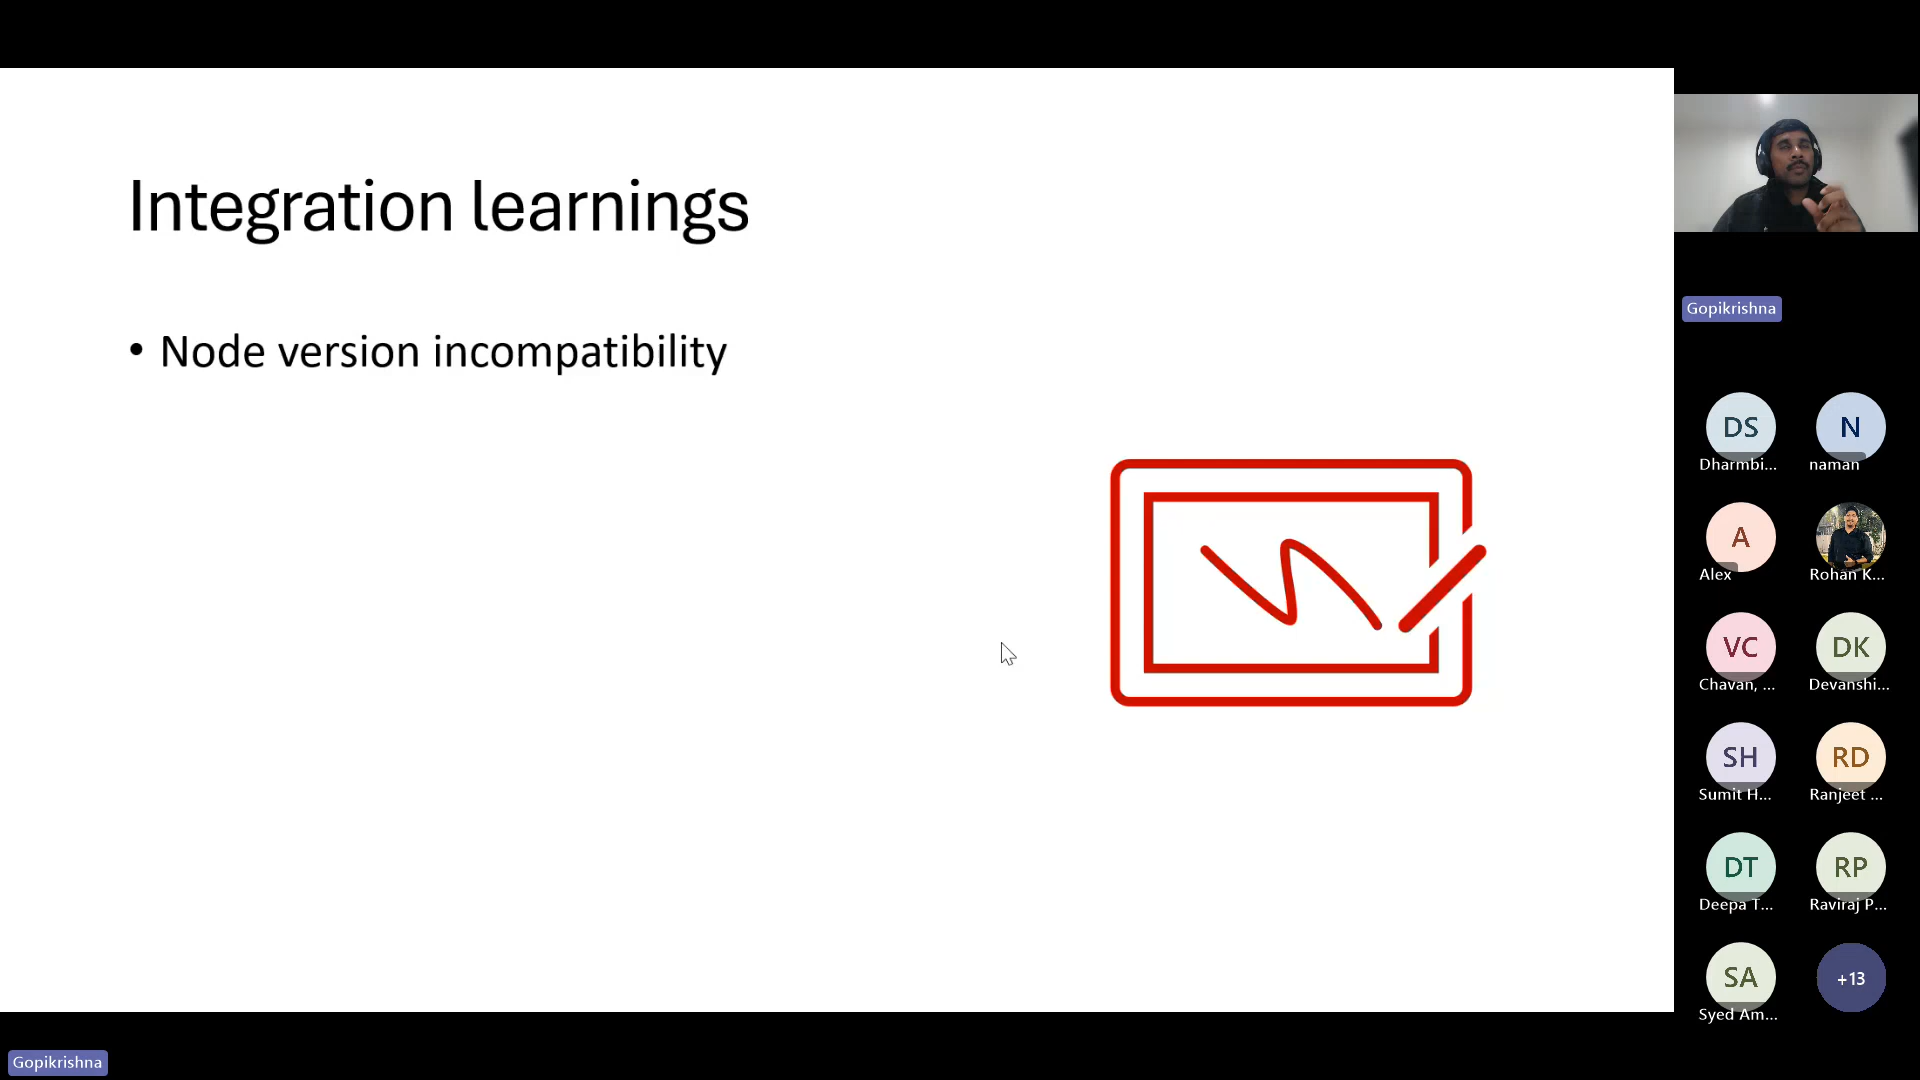 Integration learnings
• Node version incompatibility
Gopikrishna
DS
Dharmbi...
N
naman
A
Alex
Rohan K...
VC
Chavan, ...
DK
Devanshi...
SH
Sumit H...
RD
Ranjeet ...
DT
Deepa T...
RP
Raviraj P...
SA
Syed Am...
+13
Gopikrishna